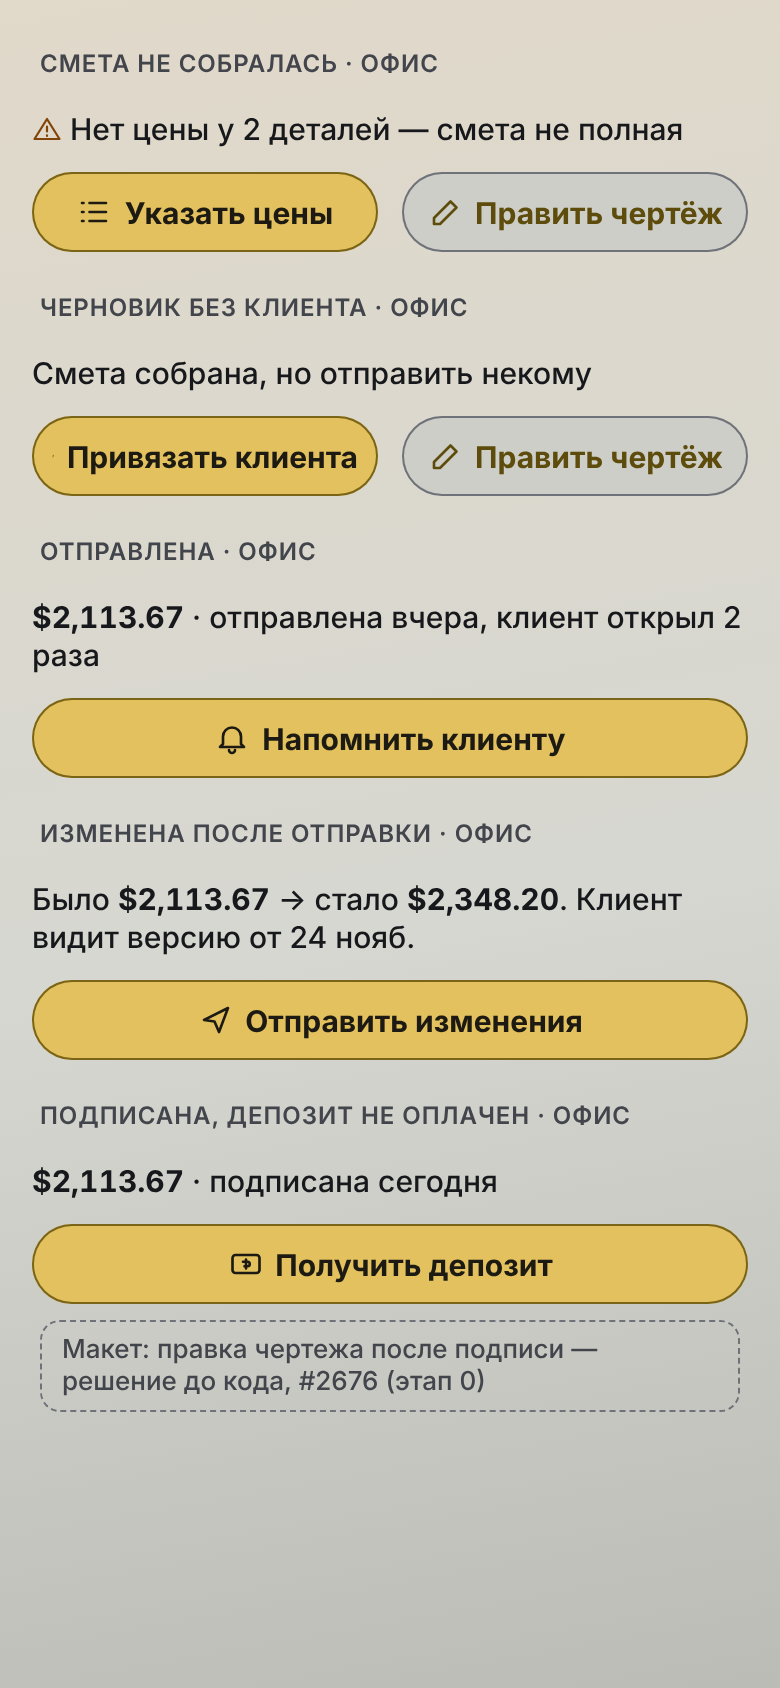 СМЕТА НЕ СОБРАЛАСЬ · ОФИС
Нет цены у 2 деталей — смета не полная
Указать цены
Править чертёж
ЧЕРНОВИК БЕЗ КЛИЕНТА · ОФИС
Смета собрана, но отправить некому
Привязать клиента
Править чертёж
ОТПРАВЛЕНА · ОФИС
$2,113.67 · отправлена вчера, клиент открыл 2
раза
Напомнить клиенту
ИЗМЕНЕНА ПОСЛЕ ОТПРАВКИ · ОФИС
Было $2,113.67 → стало $2,348.20. Клиент
видит версию от 24 нояб.
Отправить изменения
ПОДПИСАНА, ДЕПОЗИТ НЕ ОПЛАЧЕН · ОФИС
$2,113.67 · подписана сегодня
Получить депозит
Макет: правка чертежа после подписи —
решение до кода, #2676 (этап 0)